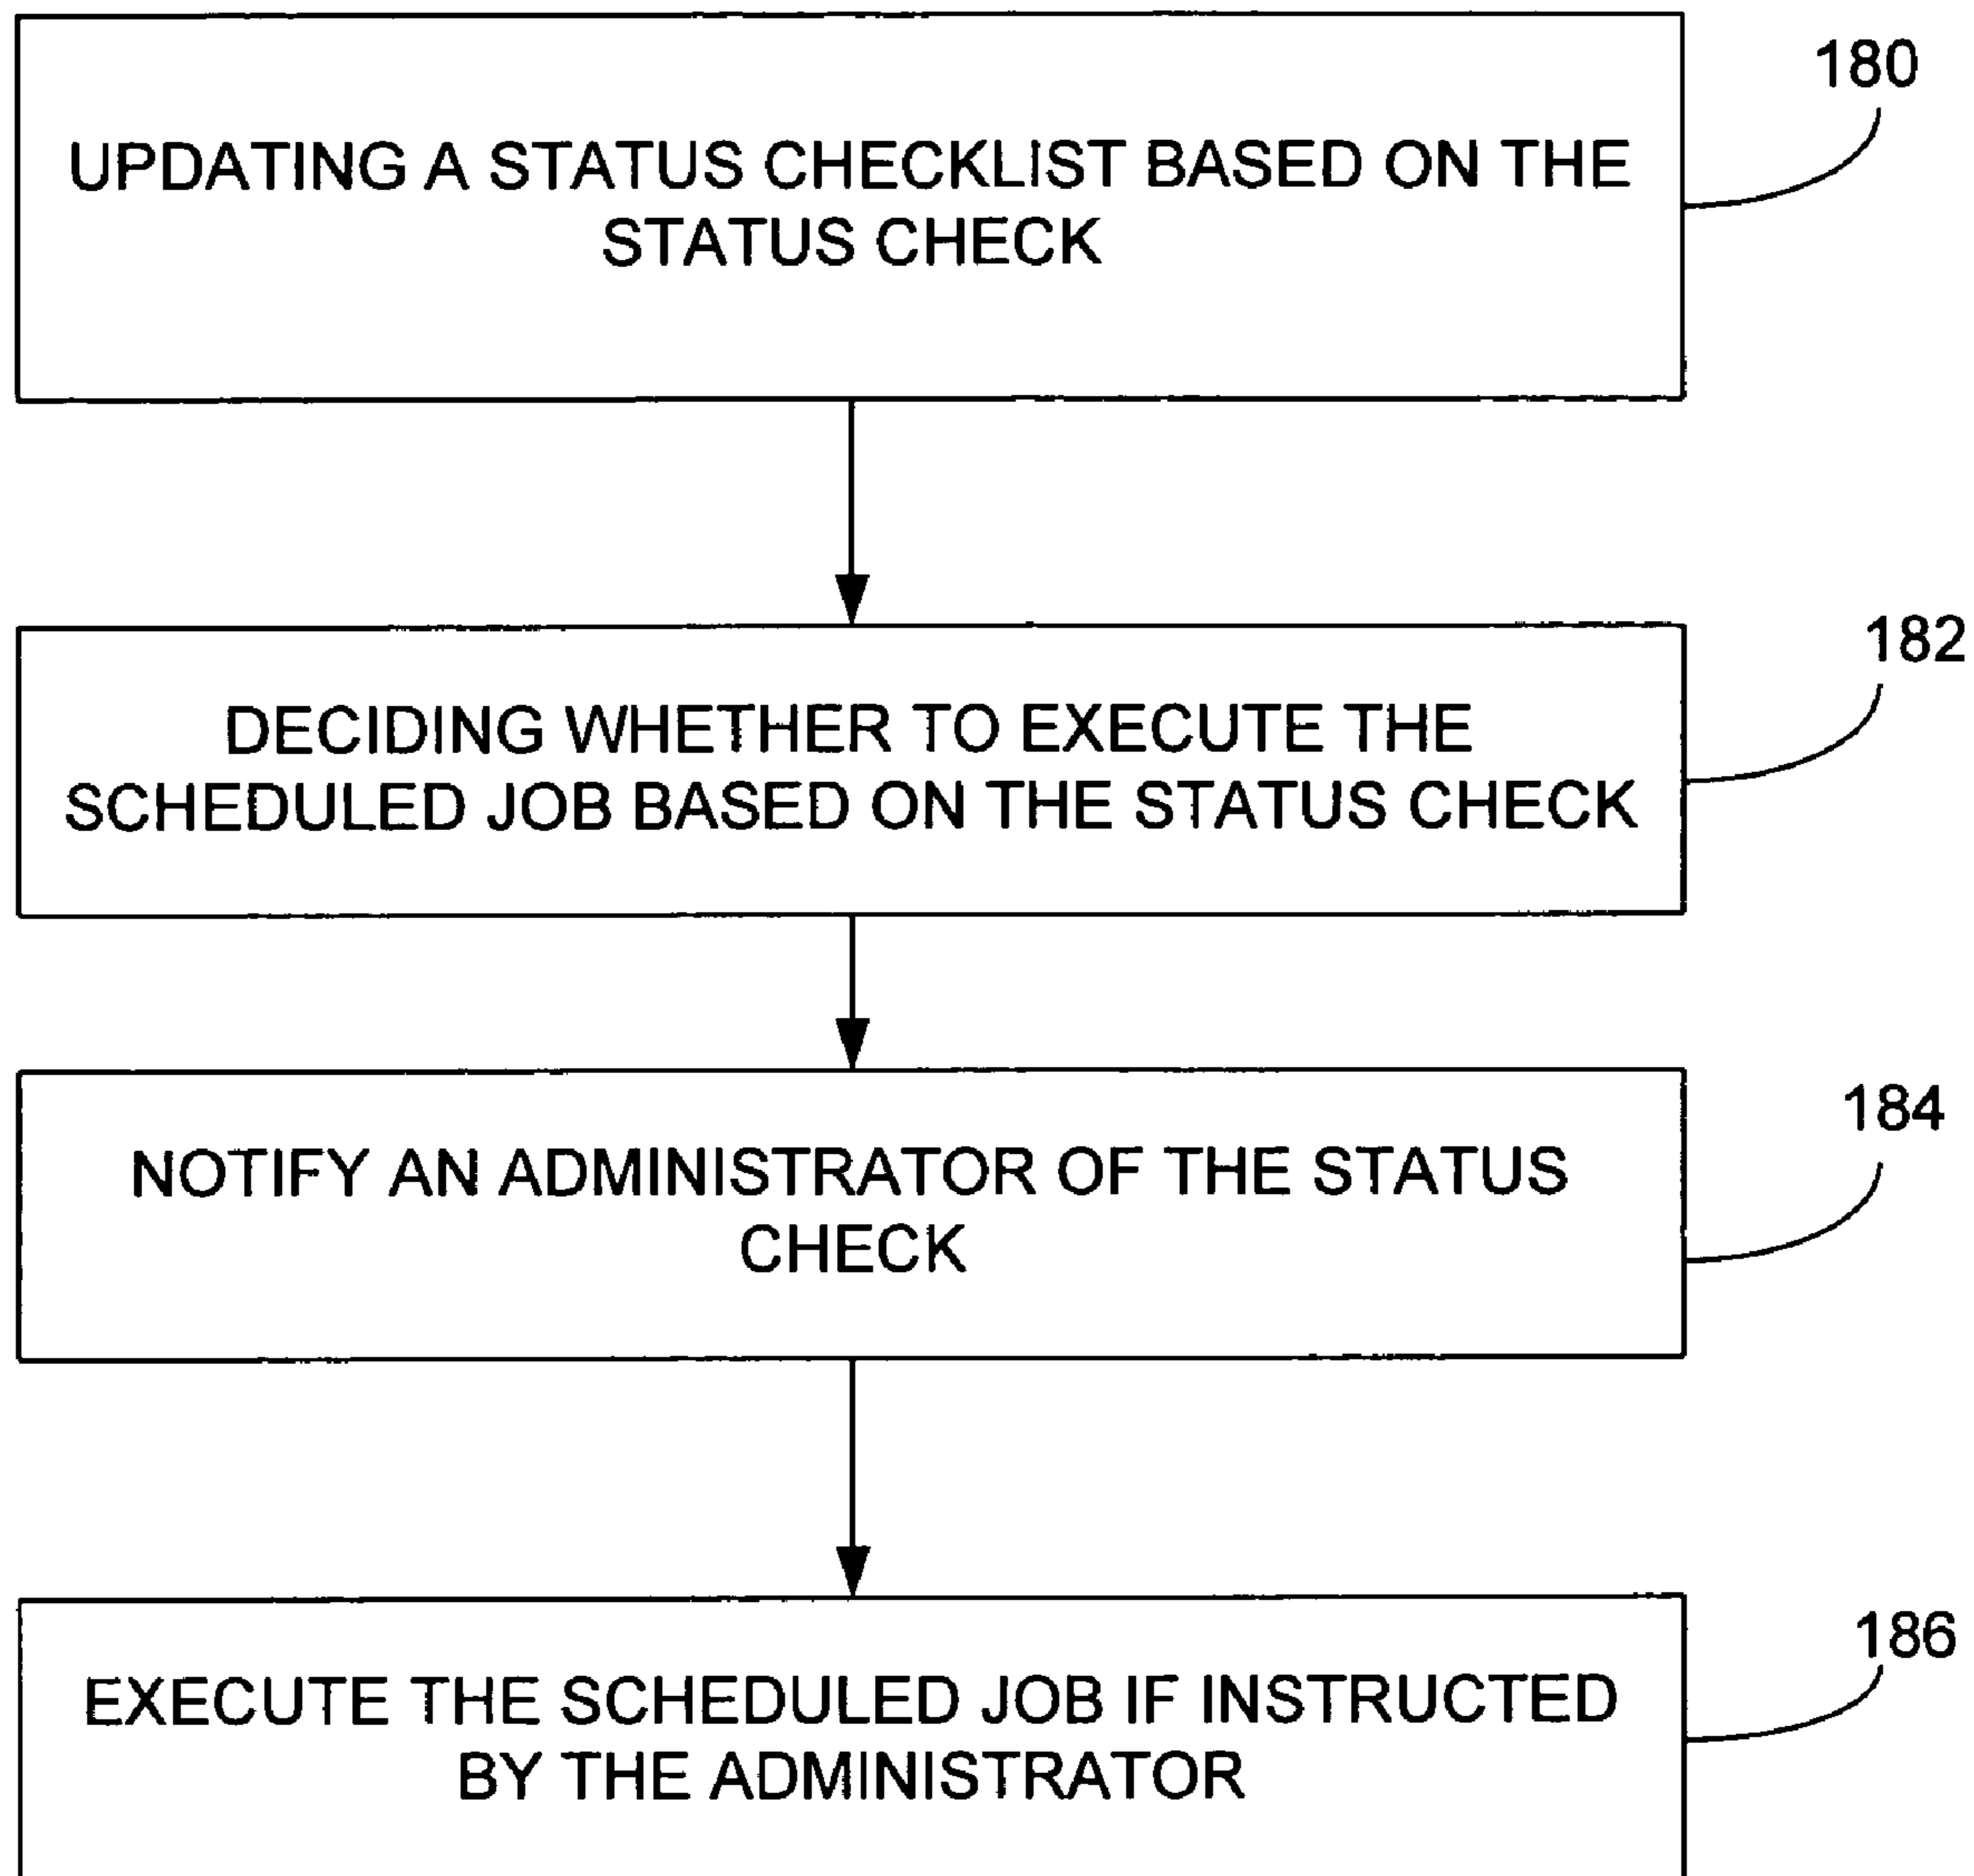 180
UPDATING A STATUS CHECKLIST BASED ON THE
STATUS CHECK
182
DECIDING WHETHER TO EXECUTE THE
SCHEDULED JOB BASED ON THE STATUS CHECK
184
NOTIFY AN ADMINISTRATOR OF THE STATUS
CHECK
186
EXECUTE THE SCHEDULED JOB IF INSTRUCTED
BY THE ADMINISTRATOR